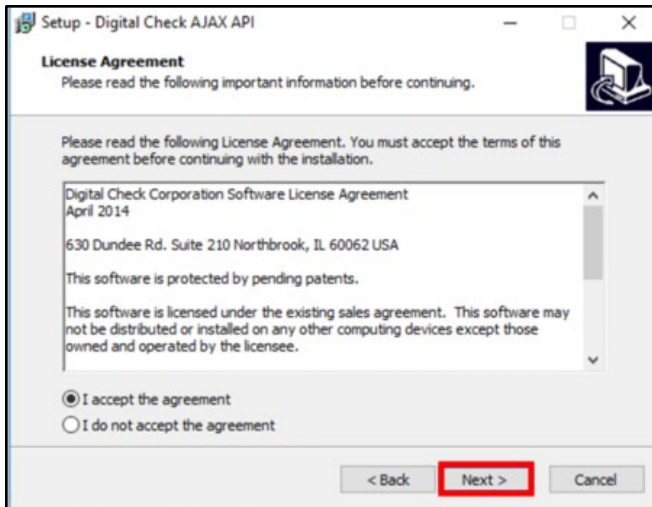 Setup - Digital Check AJAX API
License Agreement
Please read the following important information before continuing.
Please read the following License Agreement. You must accept the terms of this
agreement before continuing with the installation.
Digital Check Corporation Software License Agreement
April 2014
630 Dundee Rd. Suite 210 Northbrook, IL 60062 USA
This software is protected by pending patents.
This software is licensed under the existing sales agreement.  This software may
not be distributed or installed on any other computing devices except those
owned and operated by the licensee.
I accept the agreement
I do not accept the agreement
< Back Next > Cancel